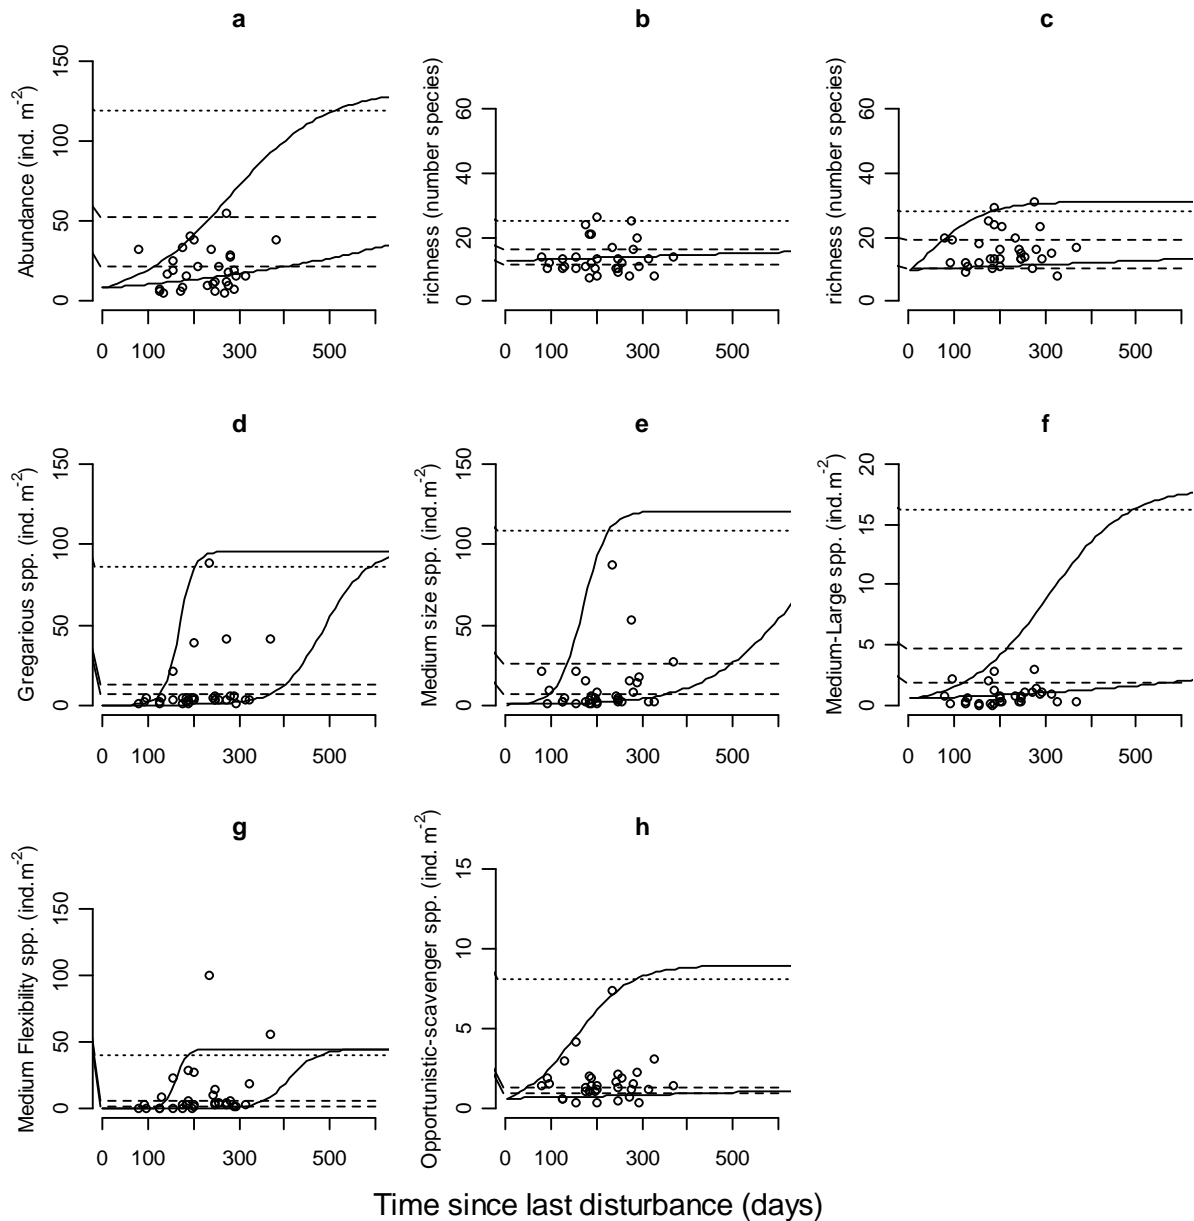 a
b
c
Abundance (ind. m-2)
0 50 100 150
0 100 300 500
richness (number species)
0 20 40 60
0 100 300 500
richness (number species)
0 20 40 60
0 100 300 500
d
e
f
Gregarious spp. (ind.m-2)
0 50 100 150
0 100 300 500
Medium size spp. (ind.m-2)
0 50 100 150
0 100 300 500
Medium-Large spp. (ind.m-2)
0 5 10 15 20
0 100 300 500
g
h
Medium Flexibility spp. (ind.m-2)
0 50 100 150
0 100 300 500
Opportunistic-scavenger spp. (ind. m-2)
0 5 10 15
0 100 300 500
Time since last disturbance (days)